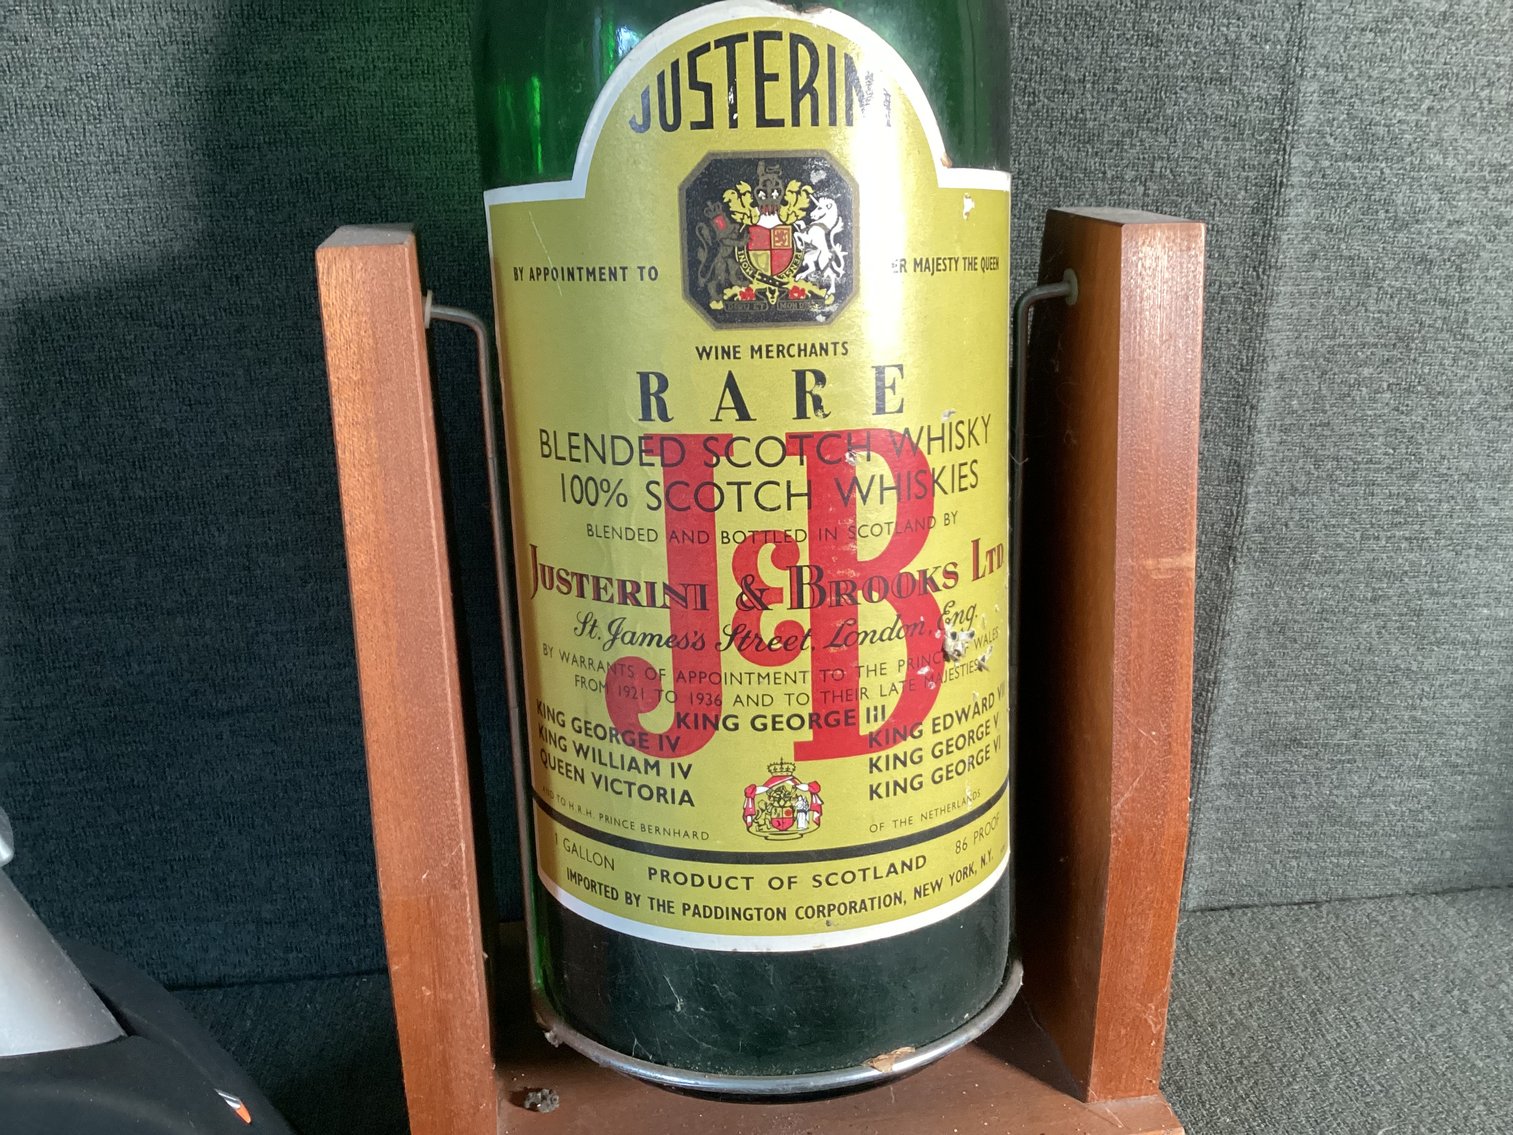 JUSTERINI
BY APPOINTMENT TO HER MAJESTY THE QUEEN
WINE MERCHANTS
RARE
BLENDED SCOTCH WHISKY
100% SCOTCH WHISKIES
BLENDED AND BOTTLED IN SCOTLAND BY
J&B
JUSTERINI & BROOKS LTD
St. James's Street, London, Eng.
BY WARRANTS OF APPOINTMENT TO THE PRINCE OF WALES
FROM 1921 TO 1936 AND TO THEIR LATE MAJESTIES
KING GEORGE III
KING GEORGE IV
KING WILLIAM IV
QUEEN VICTORIA
KING EDWARD VII
KING GEORGE V
KING GEORGE VI
AND TO H.R.H. PRINCE BERNHARD OF THE NETHERLANDS
1 GALLON PRODUCT OF SCOTLAND 86 PROOF
IMPORTED BY THE PADDINGTON CORPORATION, NEW YORK, N.Y.